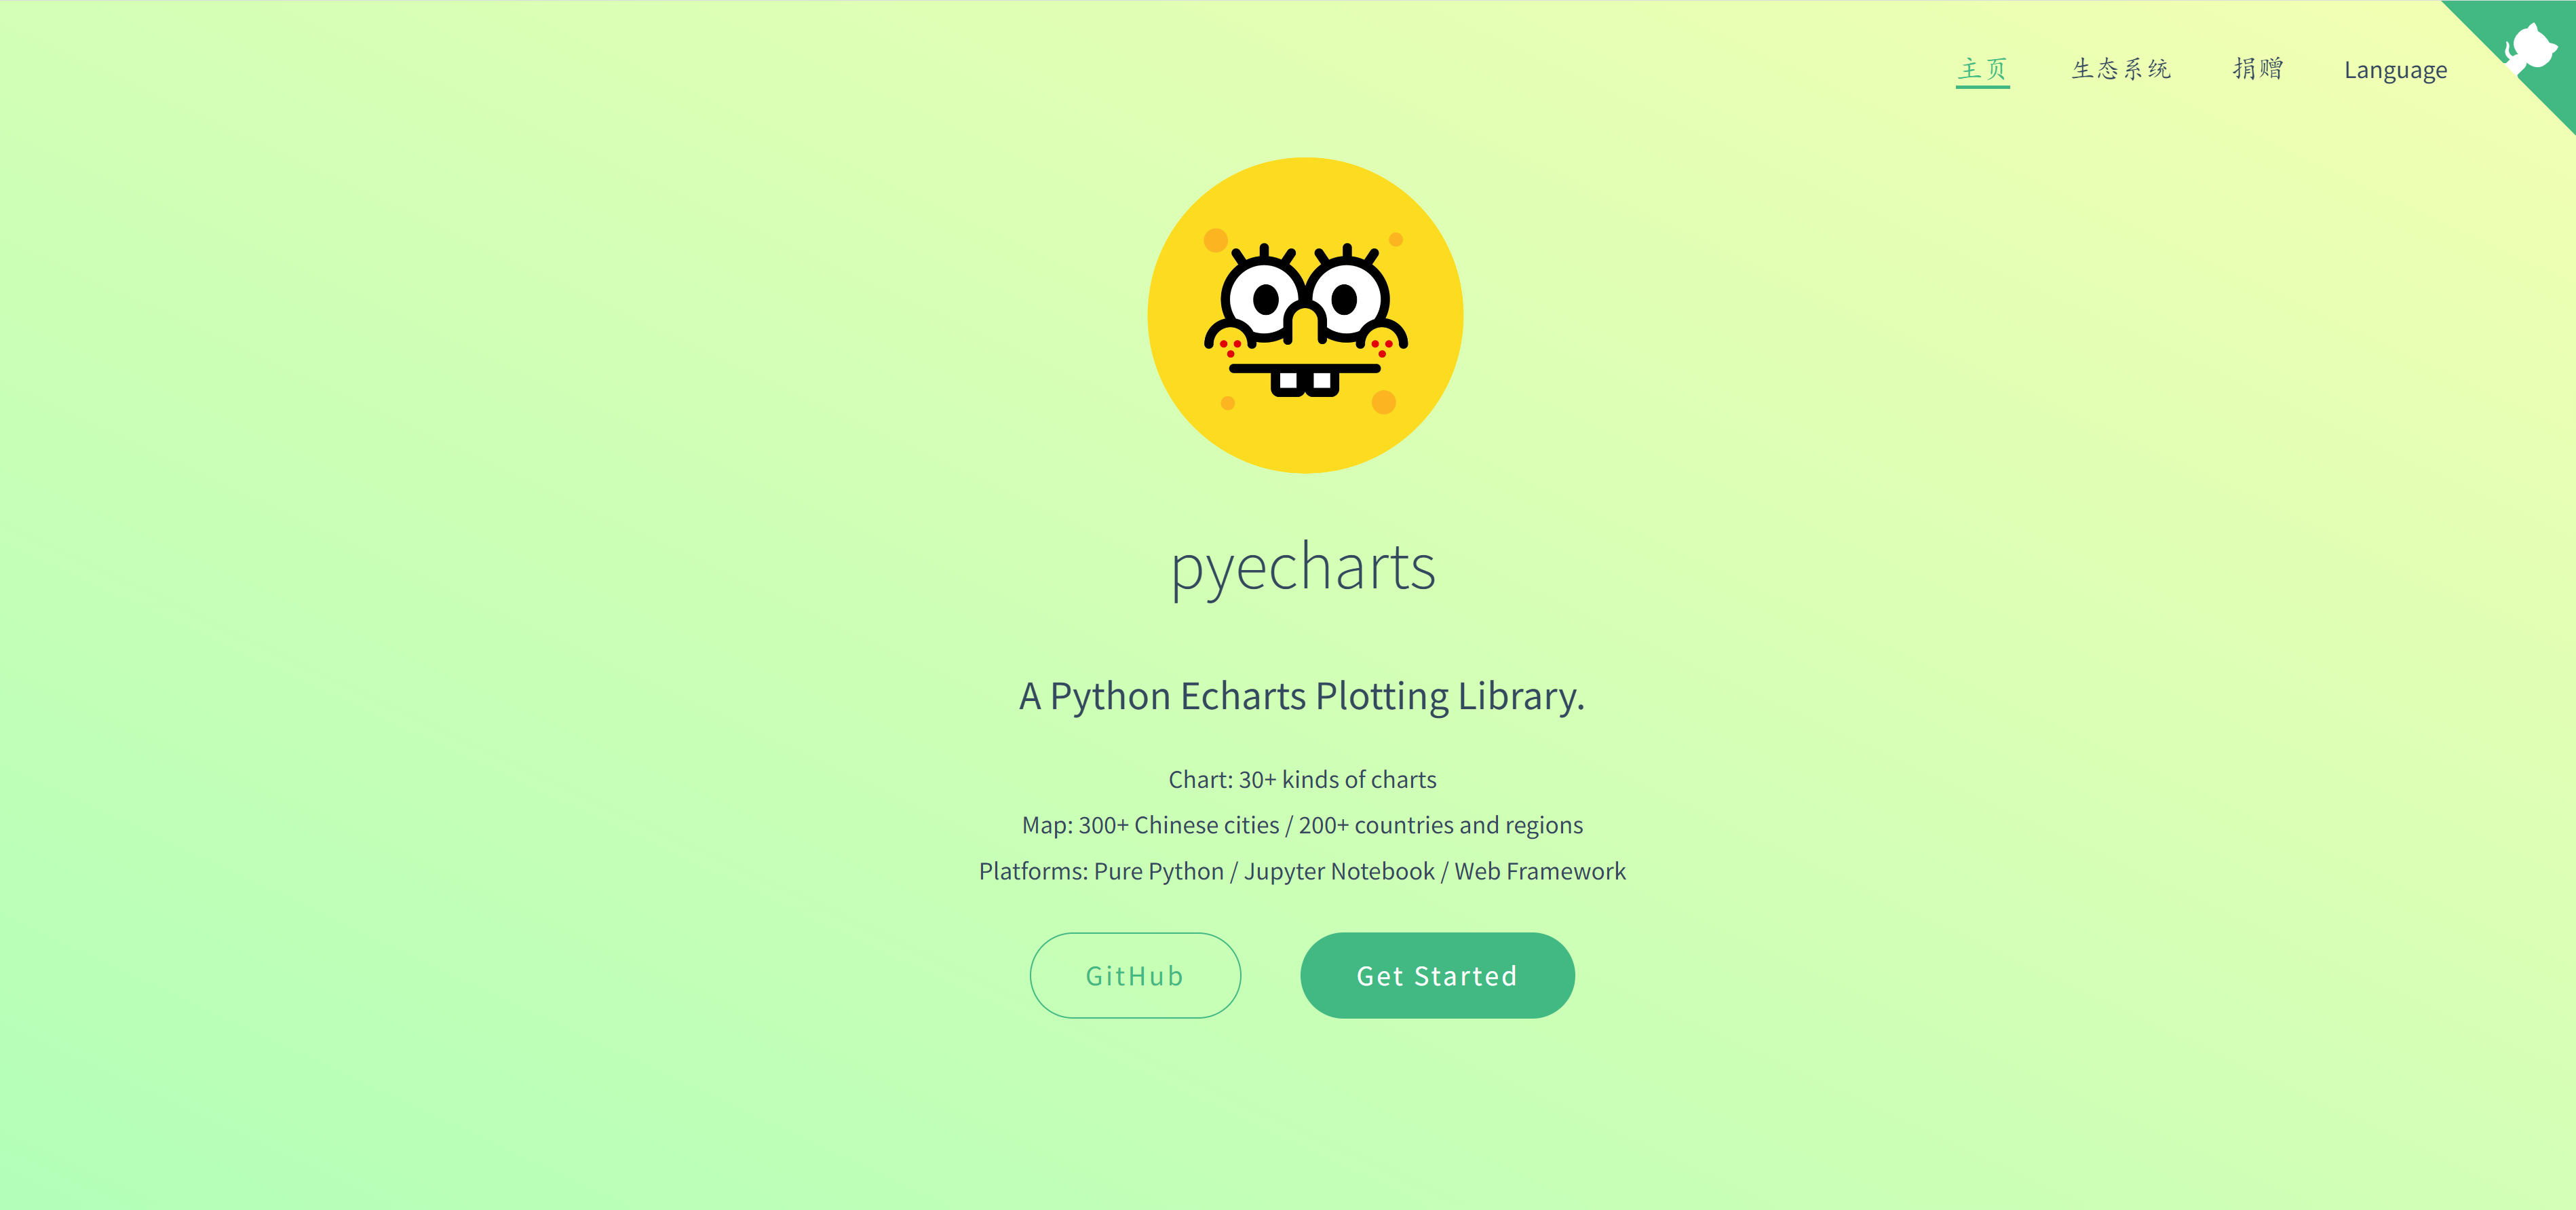 主页 生态系统 捐赠 Language
pyecharts
A Python Echarts Plotting Library.
Chart: 30+ kinds of charts
Map: 300+ Chinese cities / 200+ countries and regions
Platforms: Pure Python / Jupyter Notebook / Web Framework
GitHub Get Started